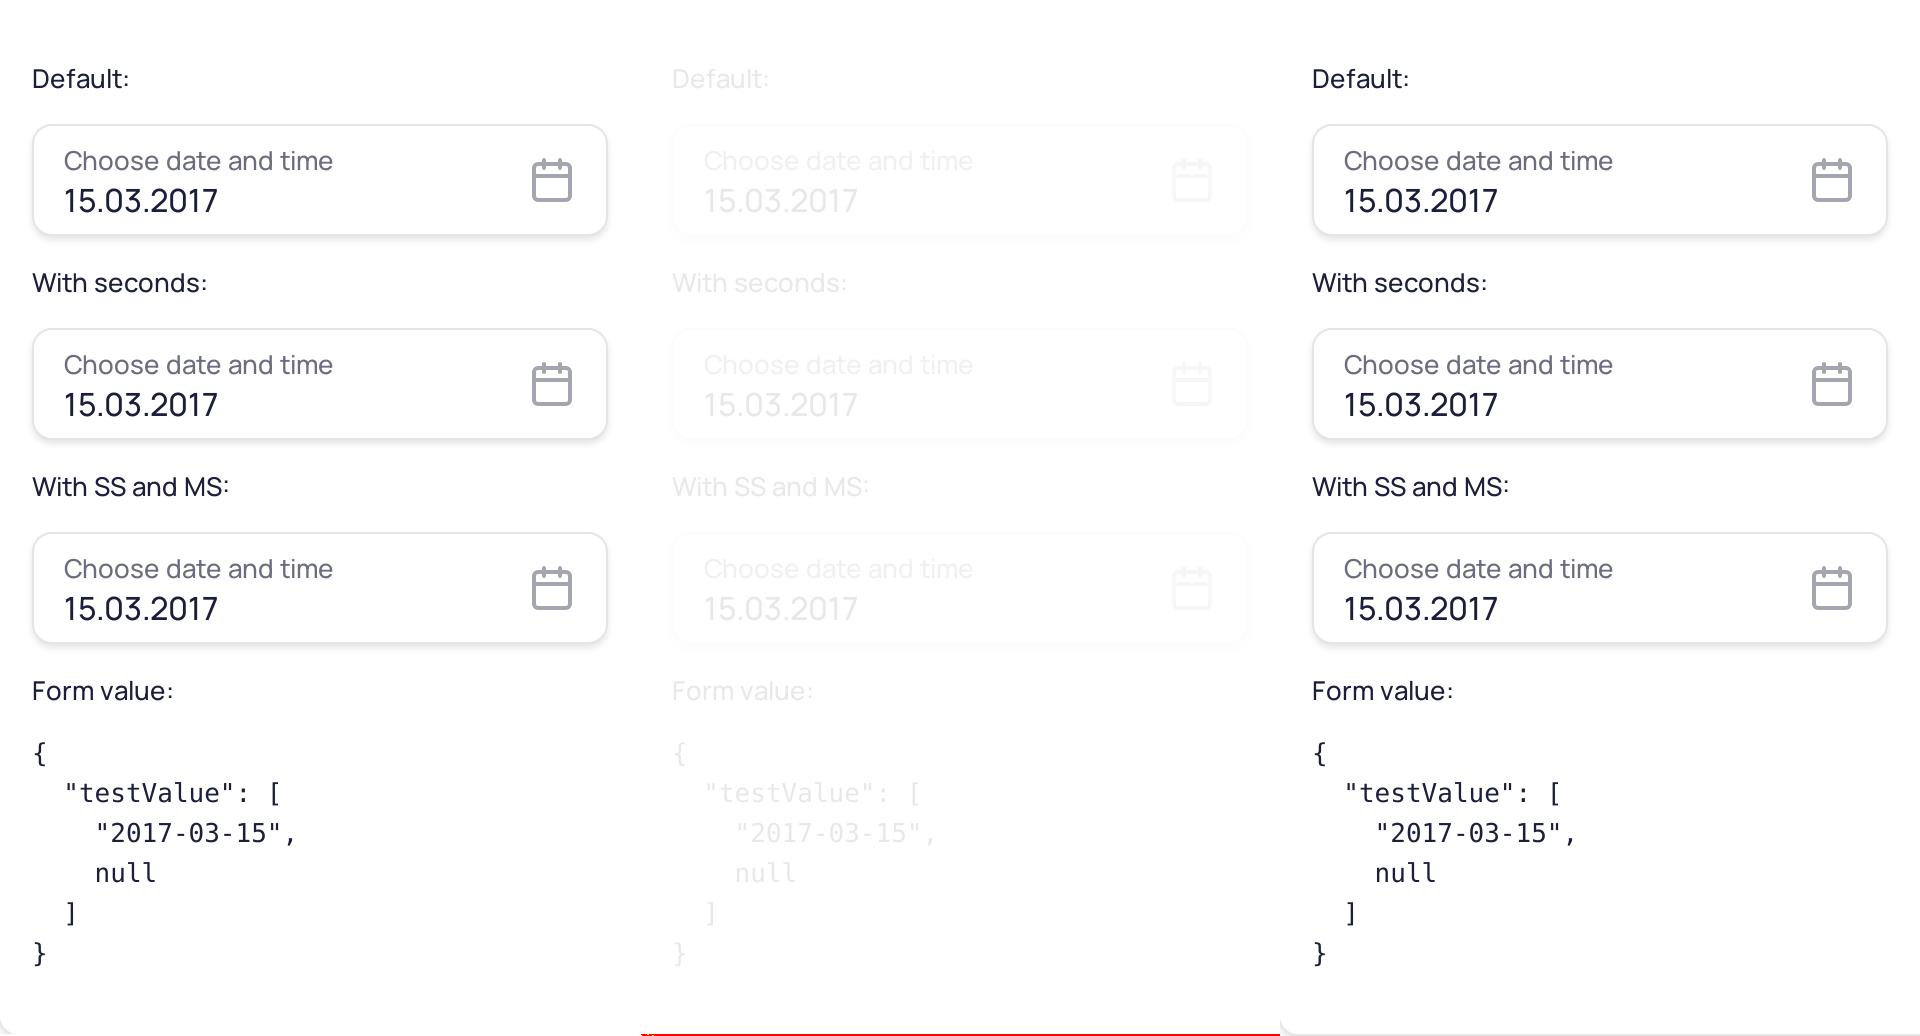 Default:
Choose date and time
15.03.2017
With seconds:
Choose date and time
15.03.2017
With SS and MS:
Choose date and time
15.03.2017
Form value:
{
  "testValue": [
    "2017-03-15",
    null
  ]
}
Default:
Choose date and time
15.03.2017
With seconds:
Choose date and time
15.03.2017
With SS and MS:
Choose date and time
15.03.2017
Form value:
{
  "testValue": [
    "2017-03-15",
    null
  ]
}
Default:
Choose date and time
15.03.2017
With seconds:
Choose date and time
15.03.2017
With SS and MS:
Choose date and time
15.03.2017
Form value:
{
  "testValue": [
    "2017-03-15",
    null
  ]
}